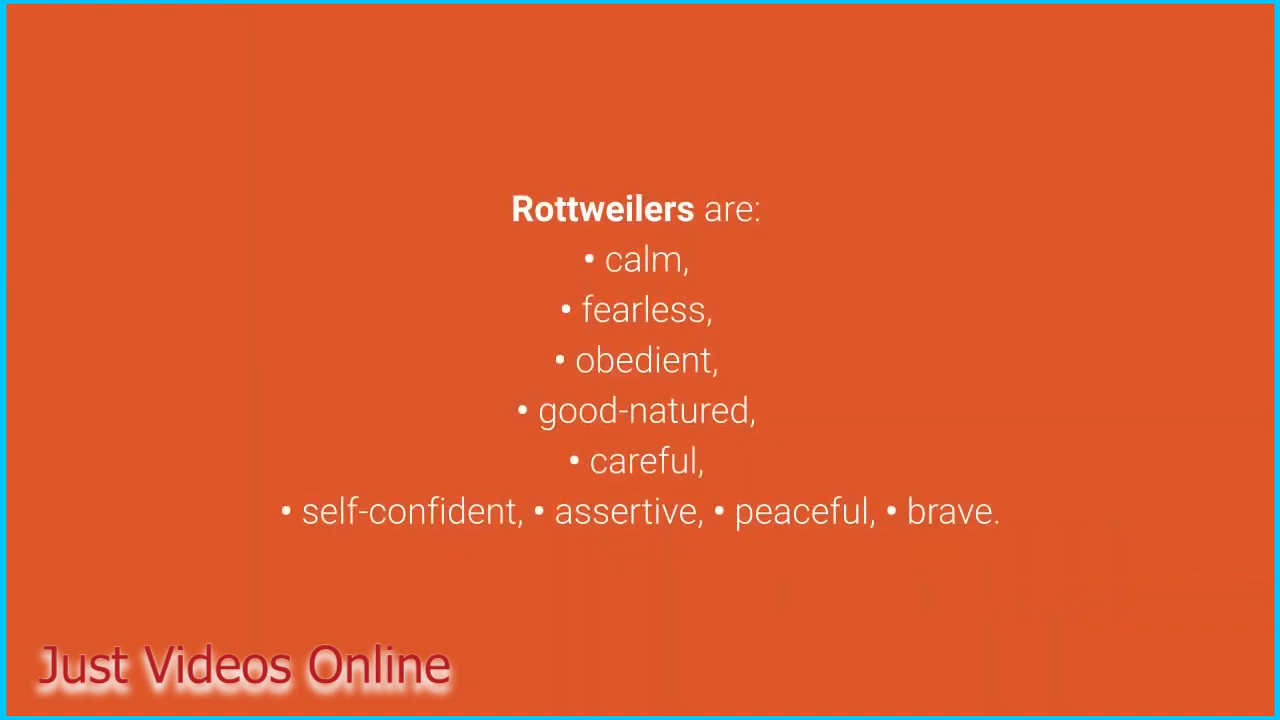 Rottweilers are:
• calm,
• fearless,
• obedient,
• good-natured,
• careful,
• self-confident, • assertive, • peaceful, • brave.
Just Videos Online